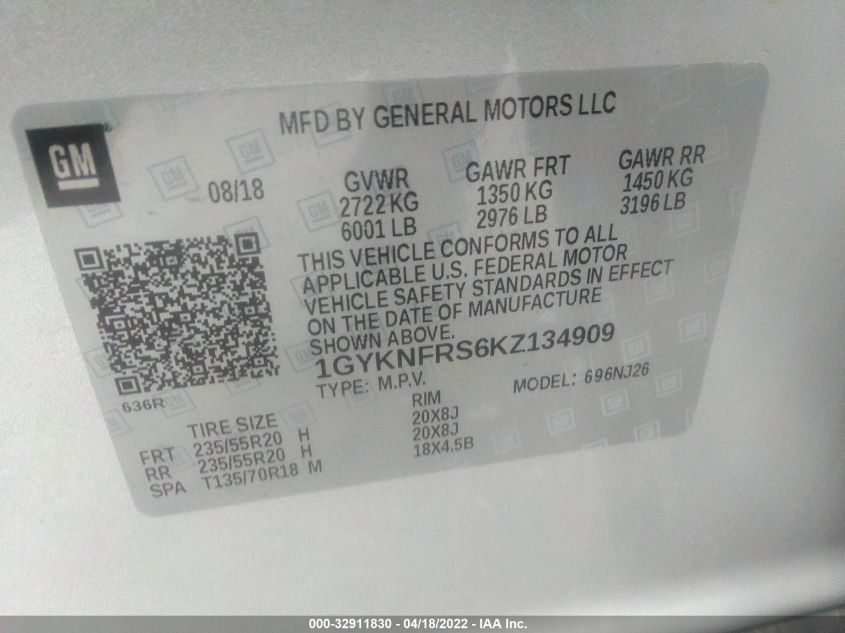 MFD BY GENERAL MOTORS LLC
GM
08/18
GVWR GAWR FRT GAWR RR
2722 KG 1350 KG 1450 KG
6001 LB 2976 LB 3196 LB
THIS VEHICLE CONFORMS TO ALL
APPLICABLE U.S. FEDERAL MOTOR
VEHICLE SAFETY STANDARDS IN EFFECT
ON THE DATE OF MANUFACTURE
SHOWN ABOVE.
1GYKNFRS6KZ134909
TYPE: M.P.V. MODEL: 696NJ26
636R
TIRE SIZE RIM
FRT 235/55R20 H 20X8J
RR 235/55R20 H 20X8J
SPA T135/70R18 M 18X4.5B
000-32911830 - 04/18/2022 - IAA Inc.